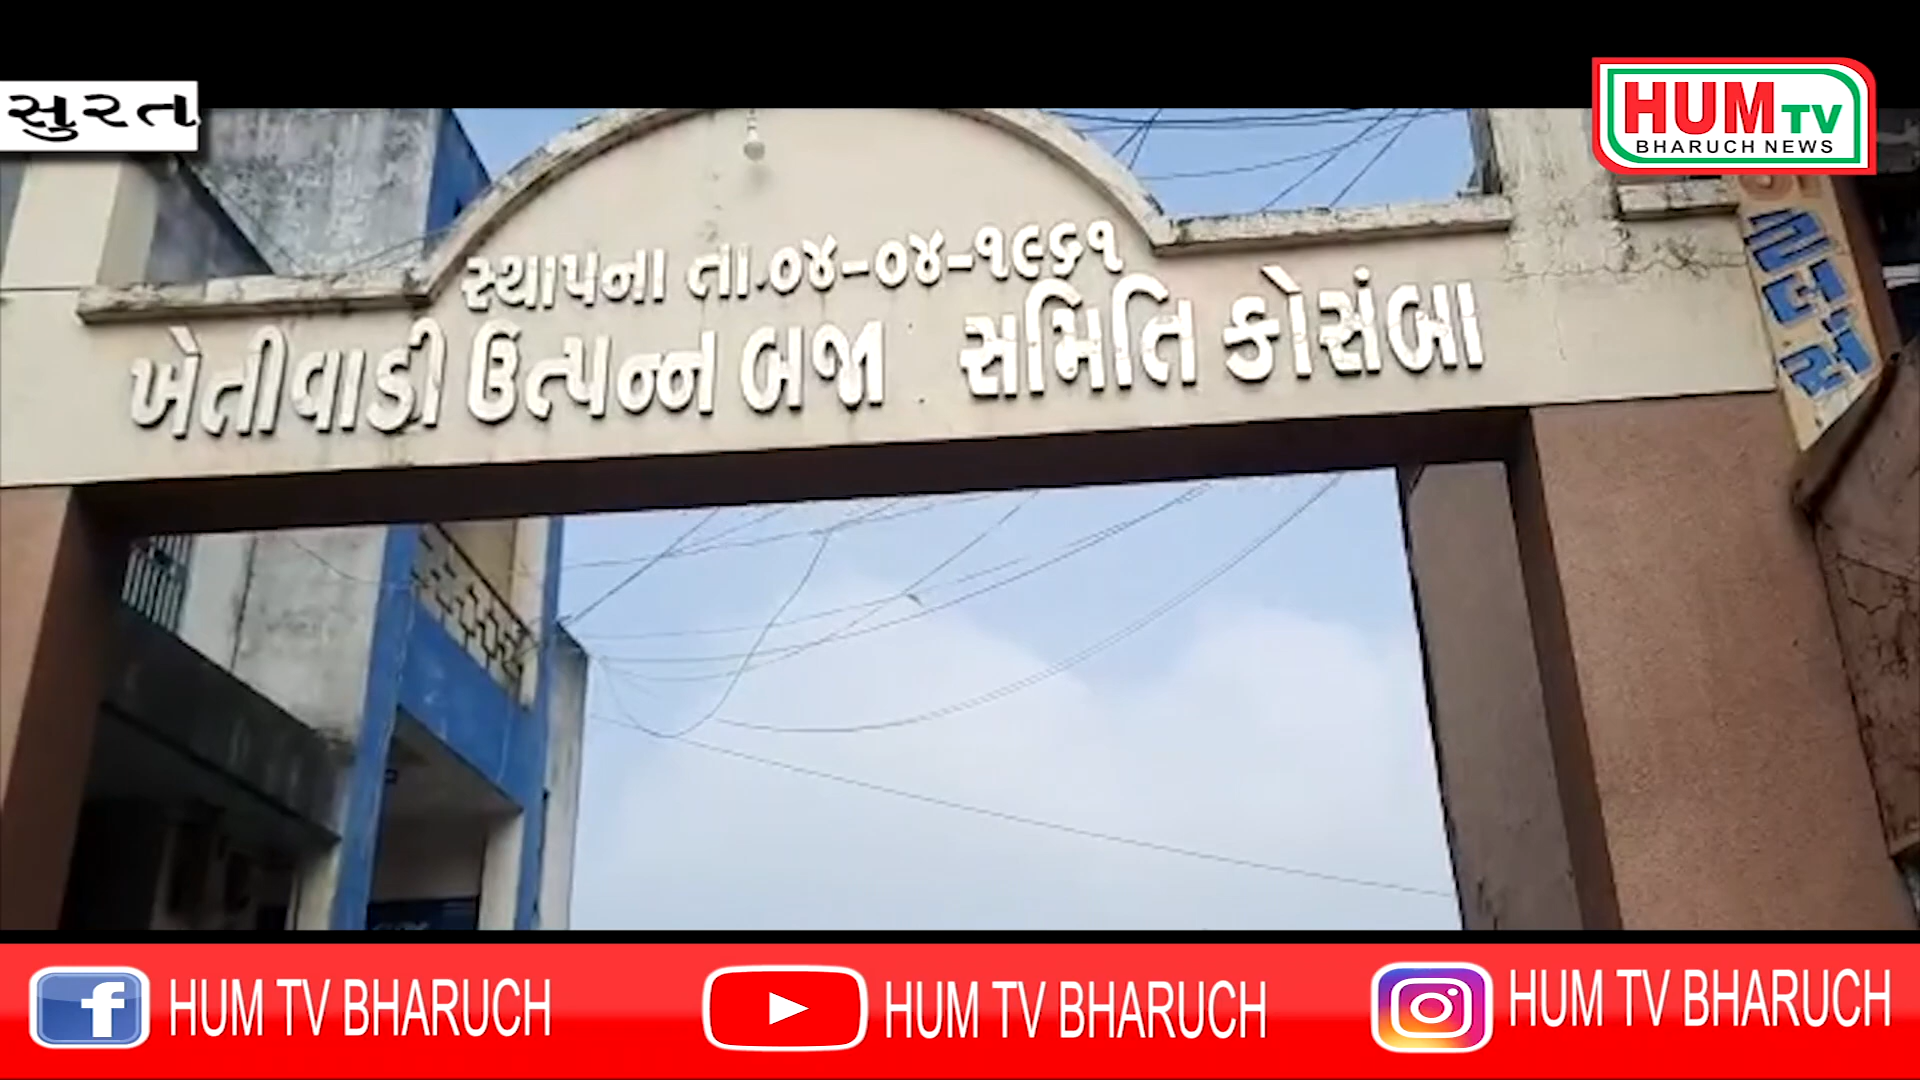 સુરત
HUM TV
BHARUCH NEWS
સ્થાપના તા.૦૪-૦૪-૧૯૬૧
ખેતીવાડી ઉત્પન્ન બજા સમિતિ કોસંબા
HUM TV BHARUCH
HUM TV BHARUCH
HUM TV BHARUCH